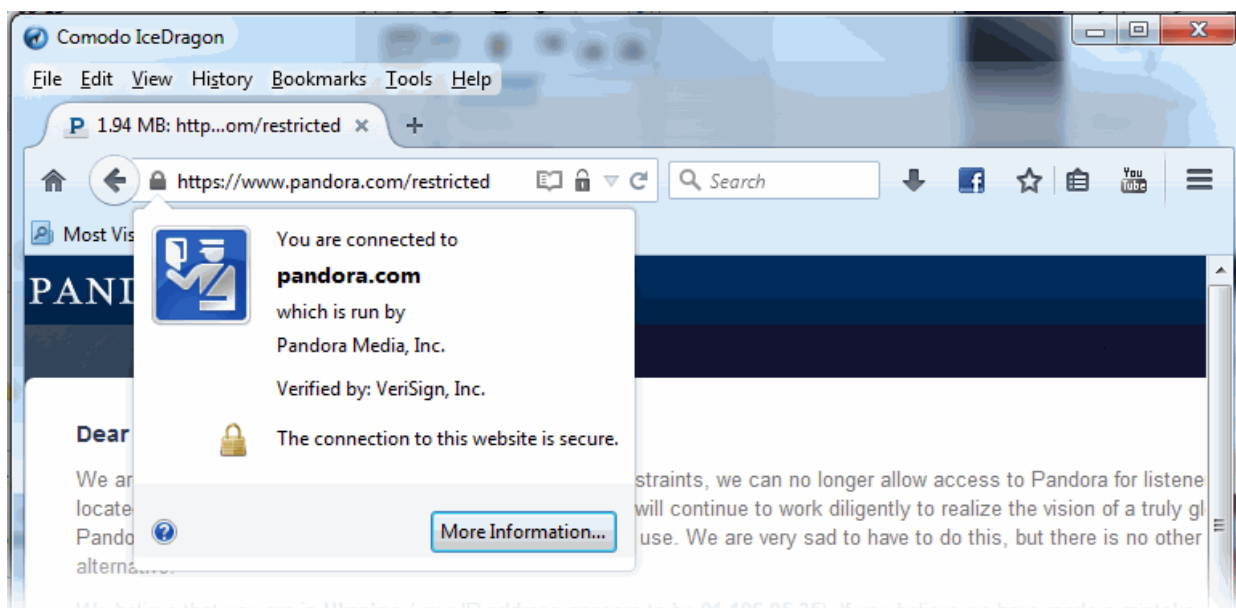 Comodo IceDragon
File Edit View History Bookmarks Tools Help
P 1.94 MB: http...om/restricted × +
https://www.pandora.com/restricted Search f You Tube
Most Vis
PAN
You are connected to
pandora.com
which is run by
Pandora Media, Inc.
Verified by: VeriSign, Inc.
The connection to this website is secure.
More Information...
Dear
We ar straints, we can no longer allow access to Pandora for listene
locate will continue to work diligently to realize the vision of a truly gl
Pando use. We are very sad to have to do this, but there is no other
alternative.